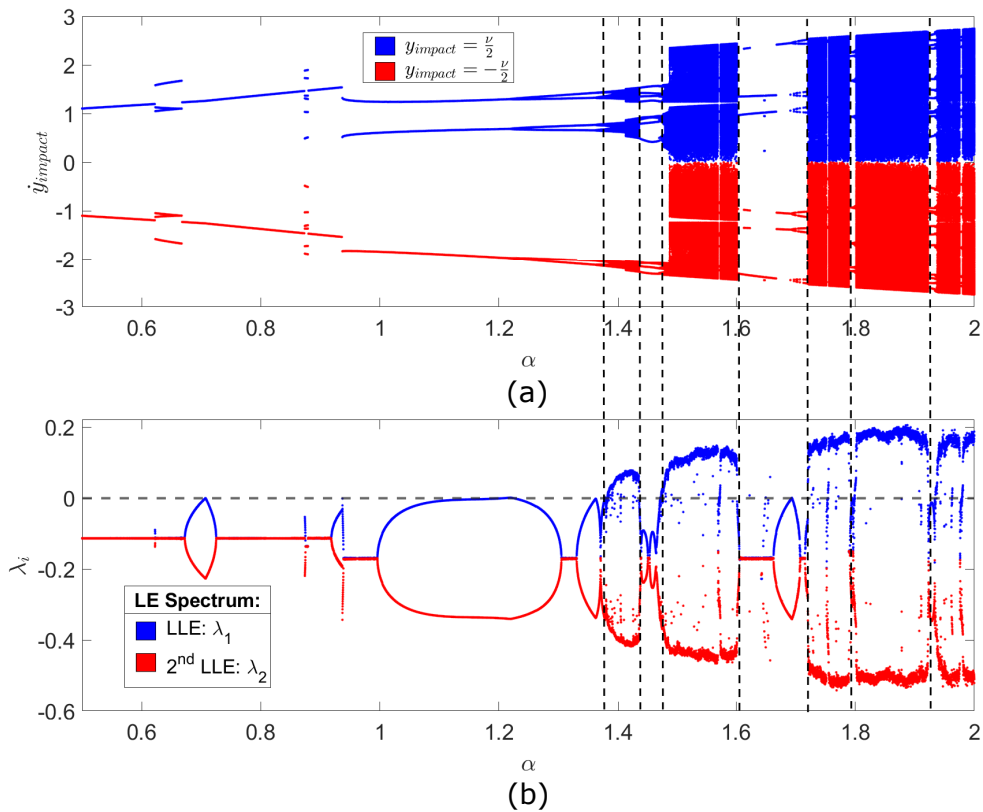 3
2
1
0
-1
-2
-3
ẏ_impact
y_impact = ν/2
y_impact = −ν/2
0.6 0.8 1 1.2 1.4 1.6 1.8 2
α
(a)
0.2
0
-0.2
-0.4
-0.6
λ_i
LE Spectrum:
LLE: λ_1
2^nd LLE: λ_2
0.6 0.8 1 1.2 1.4 1.6 1.8 2
α
(b)